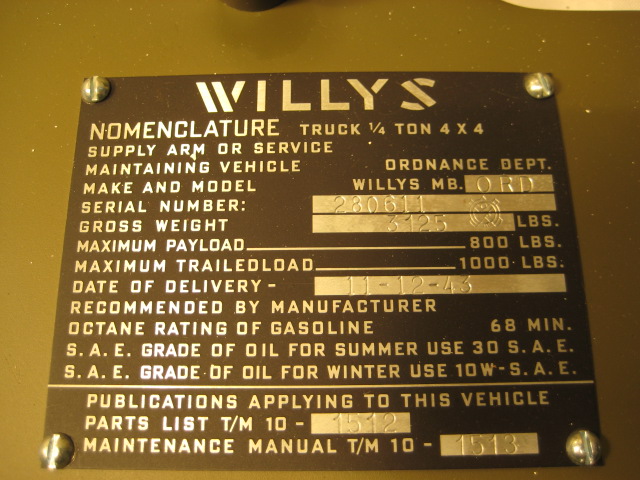 WILLYS
NOMENCLATURE TRUCK 1/4 TON 4 X 4
SUPPLY ARM OR SERVICE
MAINTAINING VEHICLE ORDNANCE DEPT.
MAKE AND MODEL WILLYS MB. ORD
SERIAL NUMBER: 280611
GROSS WEIGHT 3125 LBS.
MAXIMUM PAYLOAD 800 LBS.
MAXIMUM TRAILEDLOAD 1000 LBS.
DATE OF DELIVERY - 11-12-43
RECOMMENDED BY MANUFACTURER
OCTANE RATING OF GASOLINE 68 MIN.
S.A.E. GRADE OF OIL FOR SUMMER USE 30 S.A.E.
S.A.E. GRADE OF OIL FOR WINTER USE 10W-S.A.E.
PUBLICATIONS APPLYING TO THIS VEHICLE
PARTS LIST T/M 10 - 1512
MAINTENANCE MANUAL T/M 10 - 1513